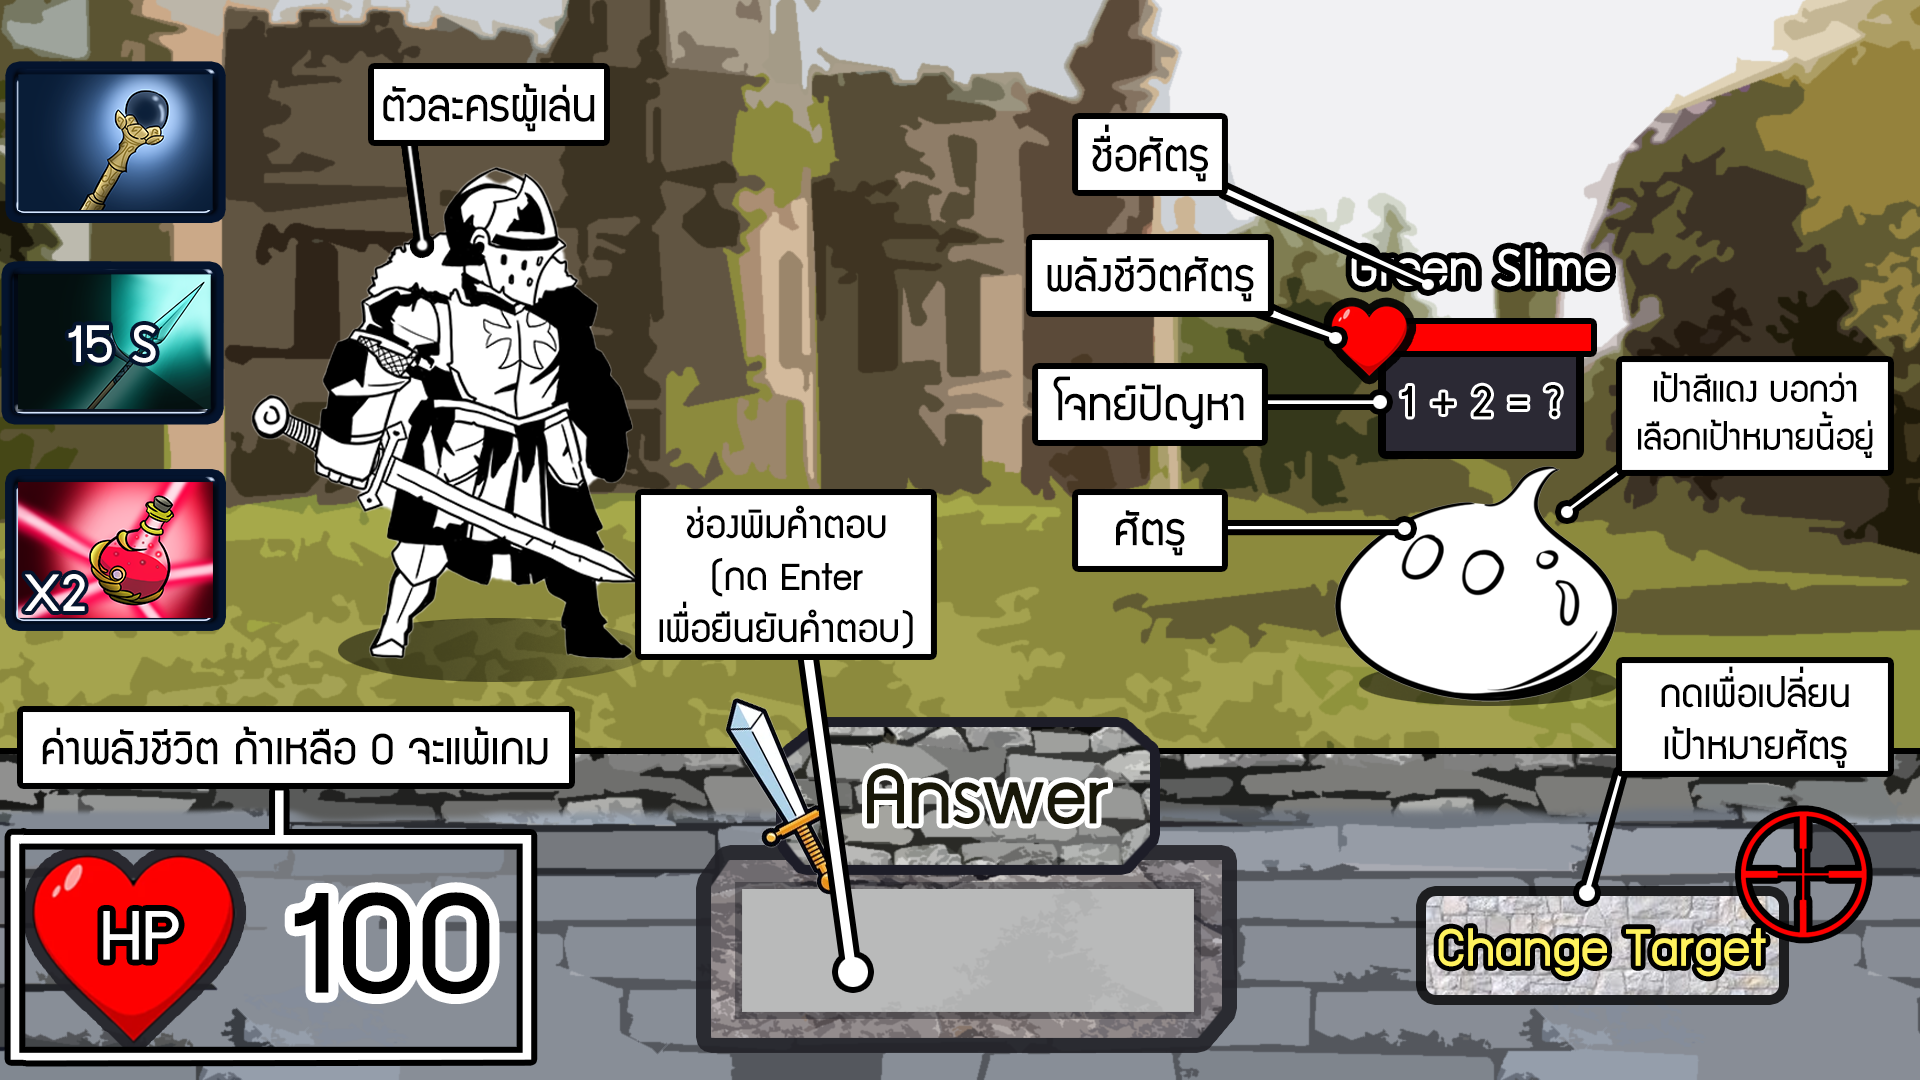 ตัวละครผู้เล่น
ชื่อศัตรู
Green Slime
พลังชีวิตศัตรู
15 S
โจทย์ปัญหา
1 + 2 = ?
เป้าสีแดง บอกว่า
เลือกเป้าหมายนี้อยู่
ช่องพิมคำตอบ
(กด Enter
เพื่อยืนยันคำตอบ)
ศัตรู
X2
กดเพื่อเปลี่ยน
เป้าหมายศัตรู
ค่าพลังชีวิต ถ้าเหลือ 0 จะแพ้เกม
Answer
HP
100
Change Target